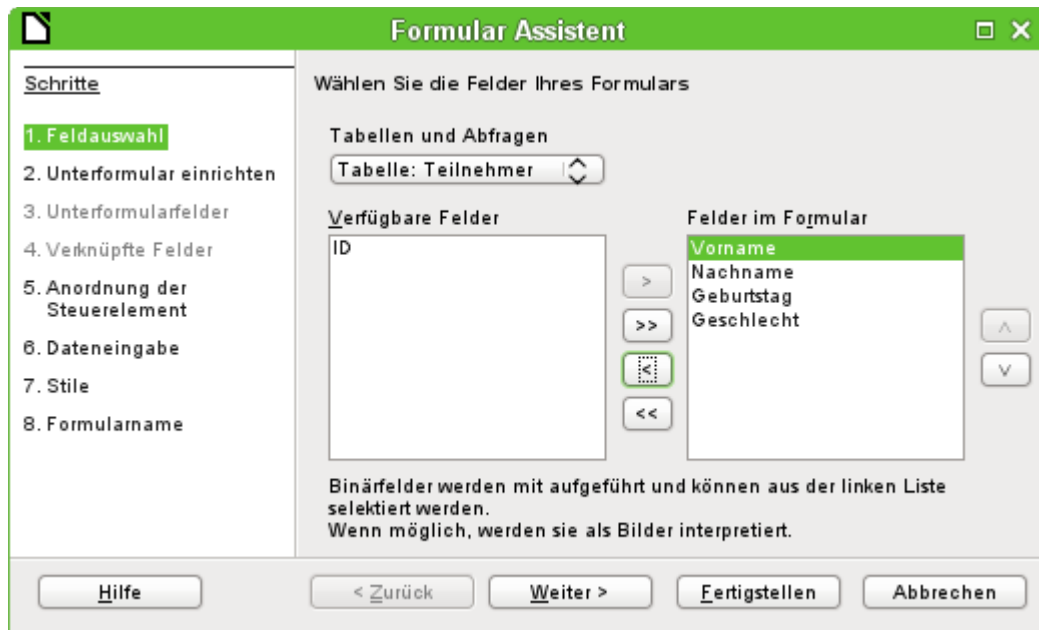 Formular Assistent
Schritte
1. Feldauswahl
2. Unterformular einrichten
3. Unterformularfelder
4. Verknüpfte Felder
5. Anordnung der
Steuerelement
6. Dateneingabe
7. Stile
8. Formularname
Wählen Sie die Felder Ihres Formulars
Tabellen und Abfragen
Tabelle: Teilnehmer
Verfügbare Felder
ID
>
>>
<
<<
Felder im Formular
Vorname
Nachname
Geburtstag
Geschlecht
Binärfelder werden mit aufgeführt und können aus der linken Liste
selektiert werden.
Wenn möglich, werden sie als Bilder interpretiert.
Hilfe
< Zurück
Weiter >
Fertigstellen
Abbrechen